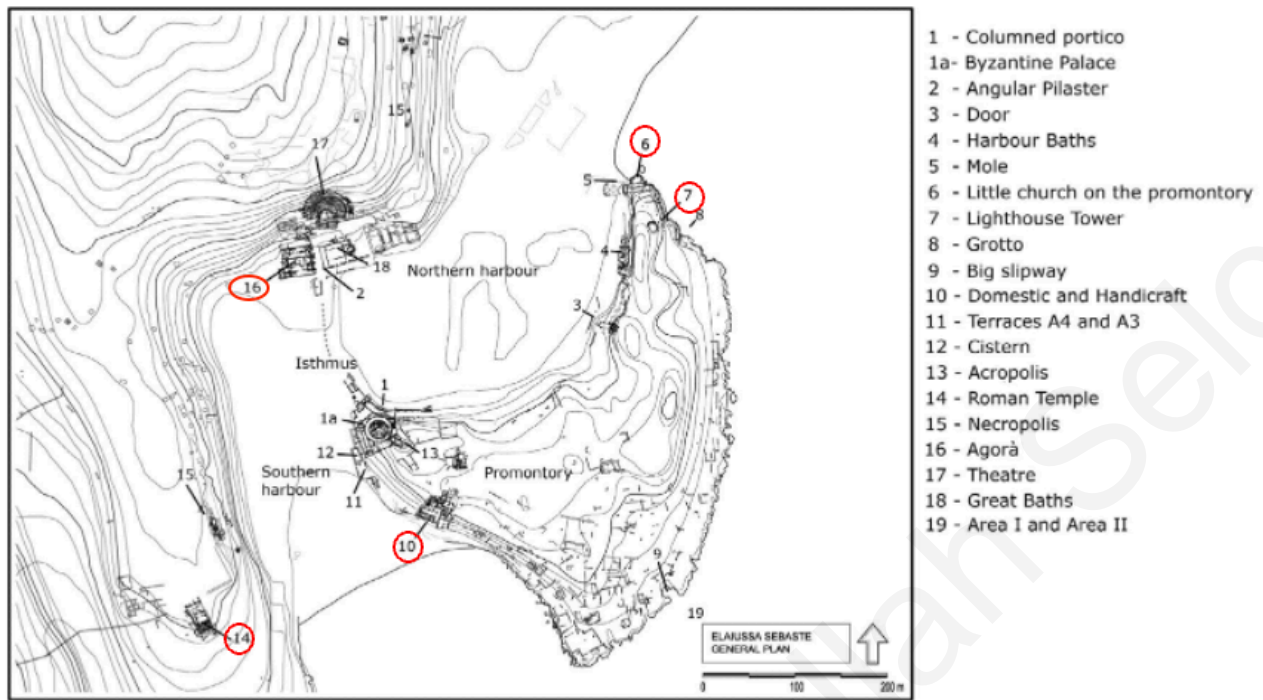 17
15
6
5
7
8
4
18
Northern harbour
16
2
3
Isthmus
1
1a
12
13
Southern
harbour
Promontory
15
11
10
9
14
19
ELAIUSSA SEBASTE
GENERAL PLAN
0 100 200 m
1 - Columned portico
1a- Byzantine Palace
2 - Angular Pilaster
3 - Door
4 - Harbour Baths
5 - Mole
6 - Little church on the promontory
7 - Lighthouse Tower
8 - Grotto
9 - Big slipway
10 - Domestic and Handicraft
11 - Terraces A4 and A3
12 - Cistern
13 - Acropolis
14 - Roman Temple
15 - Necropolis
16 - Agorà
17 - Theatre
18 - Great Baths
19 - Area I and Area II